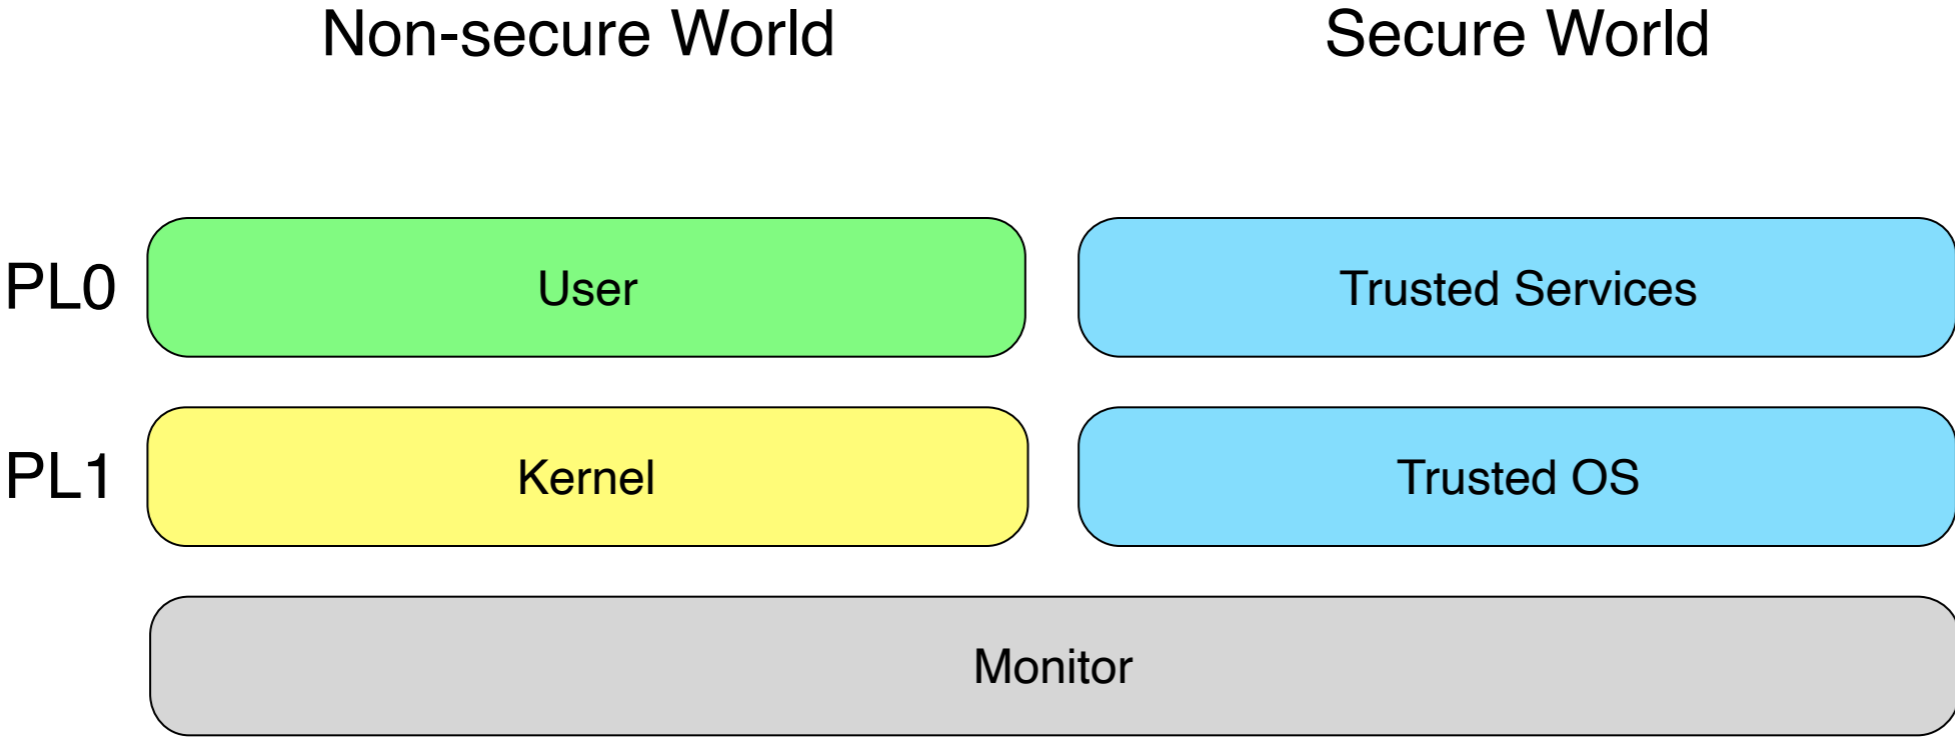 Non-secure World
Secure World
PL0
User
Trusted Services
PL1
Kernel
Trusted OS
Monitor